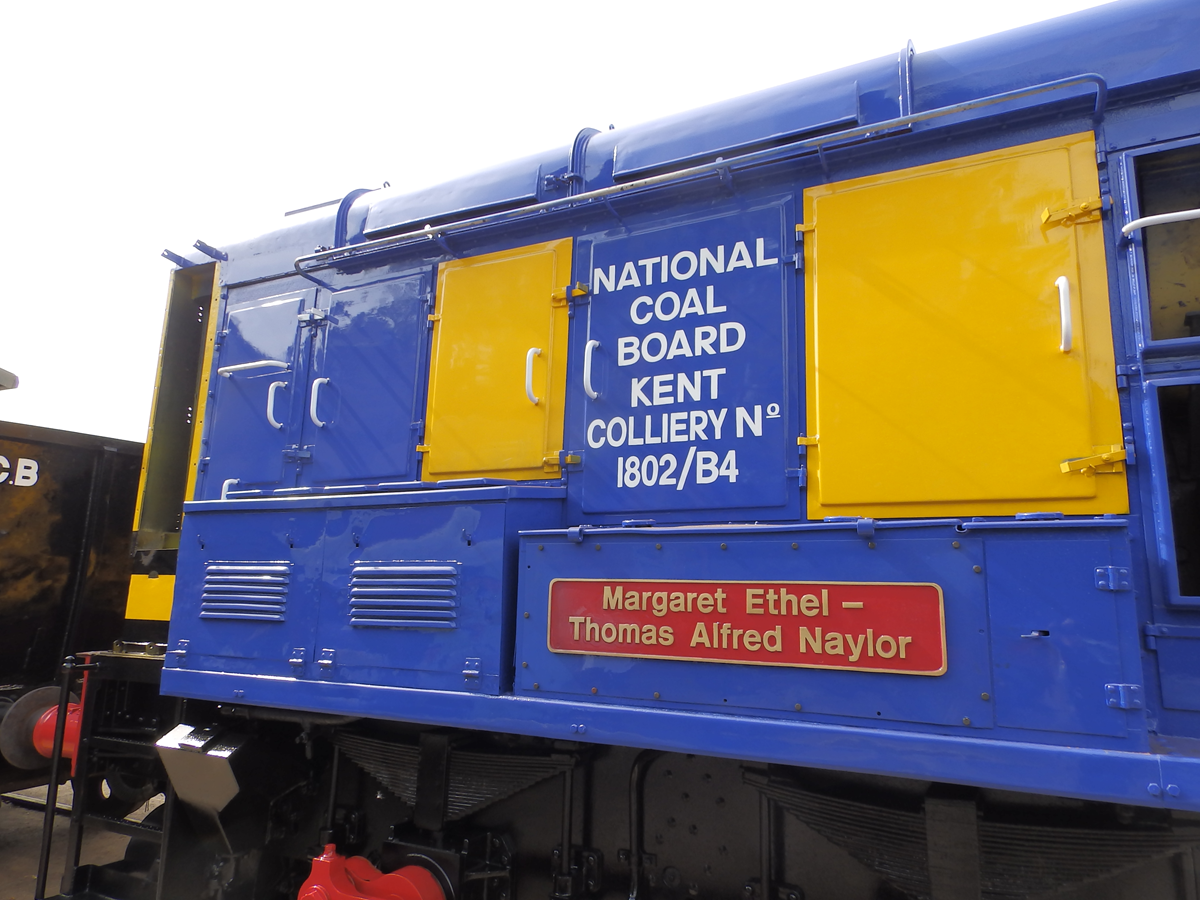 C.B
NATIONAL
COAL
BOARD
KENT
COLLIERY Nº
1802/B4
Margaret Ethel –
Thomas Alfred Naylor